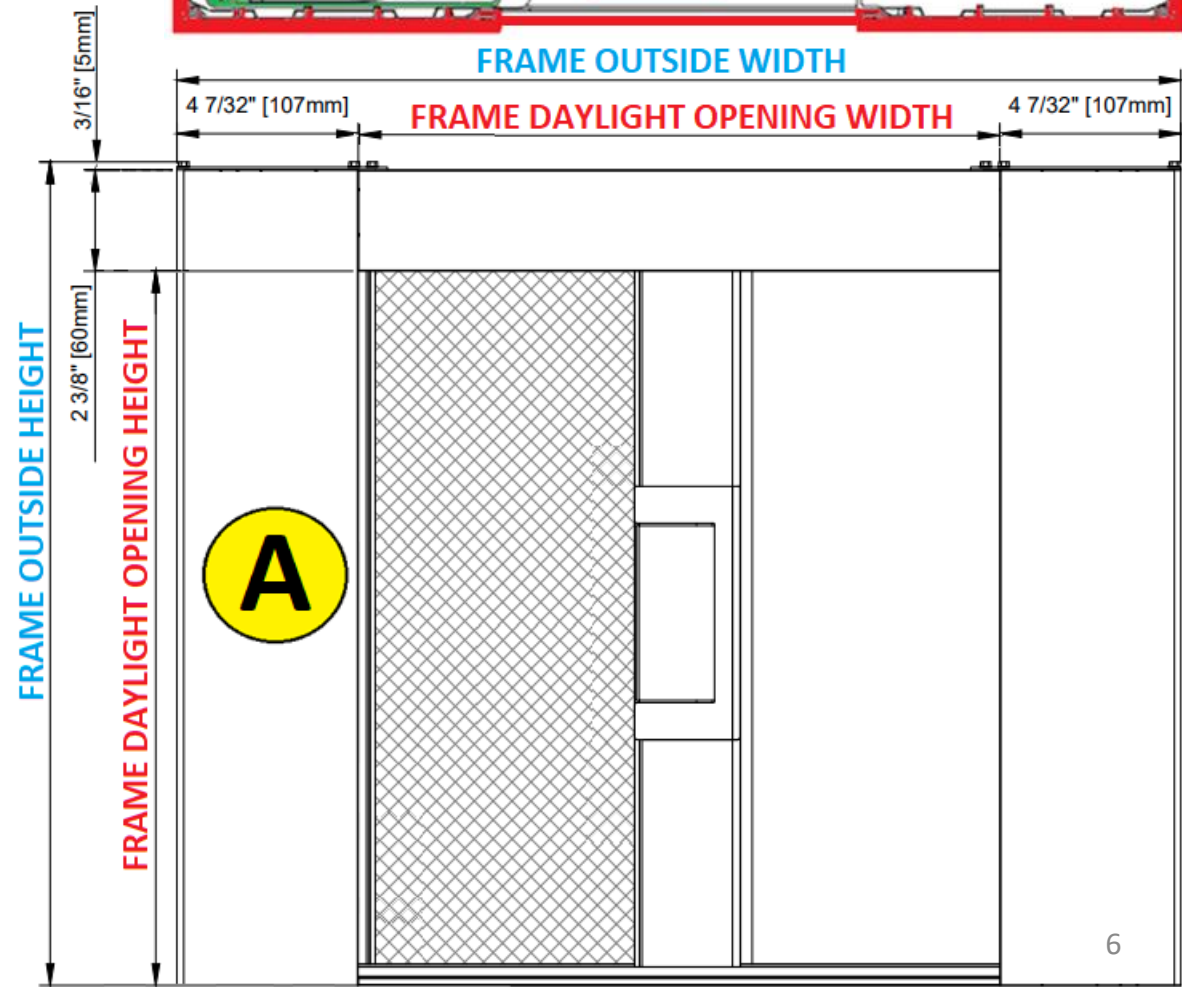 FRAME OUTSIDE WIDTH
3/16" [5mm]
4 7/32" [107mm]
FRAME DAYLIGHT OPENING WIDTH
4 7/32" [107mm]
FRAME OUTSIDE HEIGHT
2 3/8" [60mm]
FRAME DAYLIGHT OPENING HEIGHT
A
6